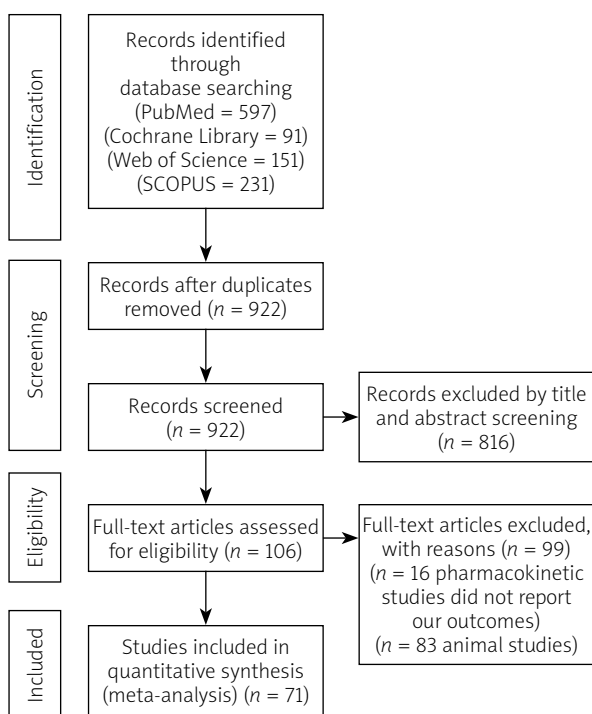 Identification
Records identified
through
database searching
(PubMed = 597)
(Cochrane Library = 91)
(Web of Science = 151)
(SCOPUS = 231)
Screening
Records after duplicates
removed (n = 922)
Records screened
(n = 922)
Records excluded by title
and abstract screening
(n = 816)
Eligibility
Full-text articles assessed
for eligibility (n = 106)
Full-text articles excluded,
with reasons (n = 99)
(n = 16 pharmacokinetic
studies did not report
our outcomes)
(n = 83 animal studies)
Included
Studies included in
quantitative synthesis
(meta-analysis) (n = 71)